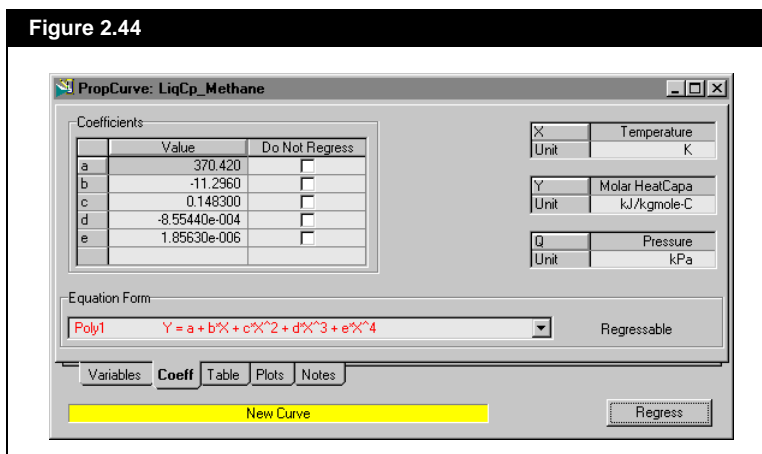 Figure 2.44
PropCurve: LiqCp_Methane
Coefficients
Value Do Not Regress
a 370.420
b -11.2960
c 0.148300
d -8.55440e-004
e 1.85630e-006
X Temperature
Unit K
Y Molar HeatCapa
Unit kJ/kgmole-C
Q Pressure
Unit kPa
Equation Form
Poly1 Y = a + b*X + c*X^2 + d*X^3 + e*X^4
Regressable
Variables Coeff Table Plots Notes
New Curve
Regress